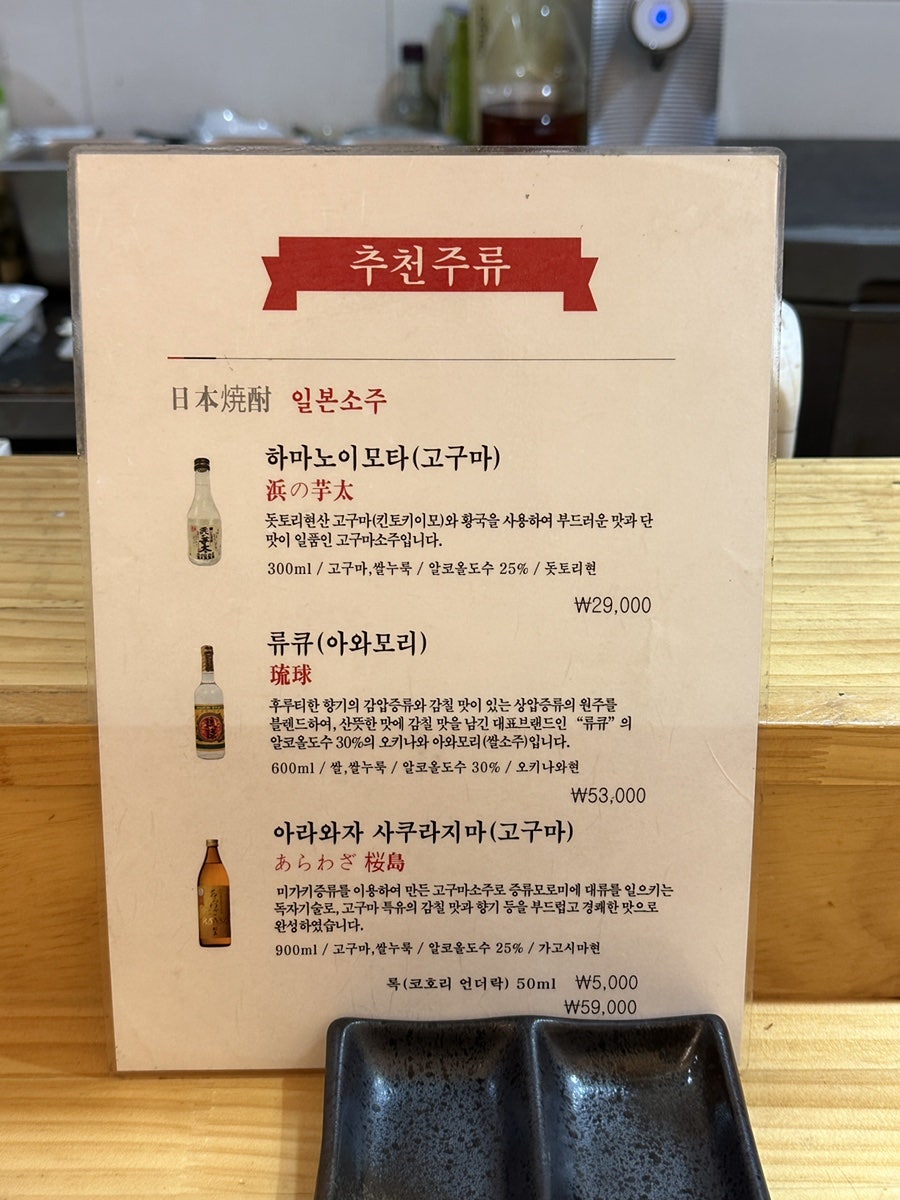 추천주류
日本焼酎 일본소주
하마노이모타(고구마)
浜の芋太
돗토리현산 고구마(킨토키이모)와 황국을 사용하여 부드러운 맛과 단
맛이 일품인 고구마소주입니다.
300ml / 고구마,쌀누룩 / 알코올도수 25% / 돗토리현
₩29,000
류큐(아와모리)
琉球
후루티한 향기의 감압증류와 감칠 맛이 있는 상압증류의 원주를
블렌드하여, 산뜻한 맛에 감칠 맛을 남긴 대표브랜드인 “류큐”의
알코올도수 30%의 오키나와 아와모리(쌀소주)입니다.
600ml / 쌀,쌀누룩 / 알코올도수 30% / 오키나와현
₩53,000
아라와자 사쿠라지마(고구마)
あらわざ 桜島
미가키증류를 이용하여 만든 고구마소주로 증류모로미에 대류를 일으키는
독자기술로, 고구마 특유의 감칠 맛과 향기 등을 부드럽고 경쾌한 맛으로
완성하였습니다.
900ml / 고구마,쌀누룩 / 알코올도수 25% / 가고시마현
록(코호리 언더락) 50ml ₩5,000
₩59,000